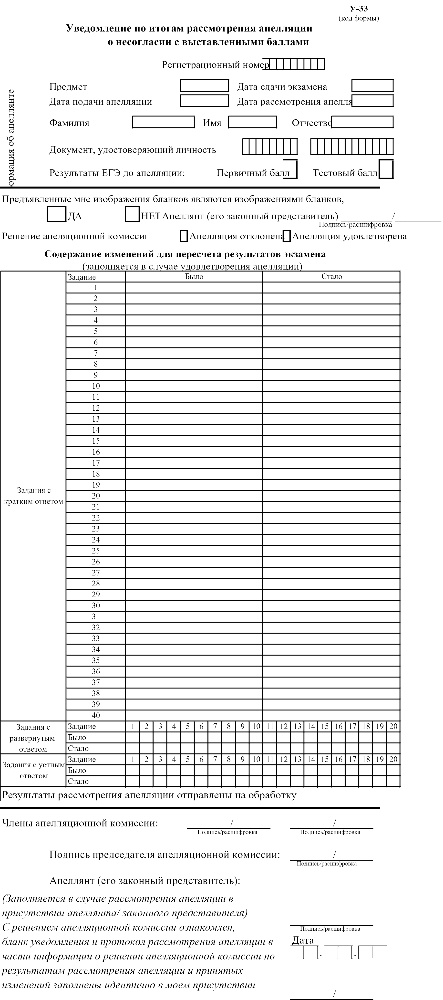 У-33
(код формы)
Уведомление по итогам рассмотрения апелляции
о несогласии с выставленными баллами
Регистрационный номер
ормация об апеллянте
Предмет Дата сдачи экзамена
Дата подачи апелляции Дата рассмотрения апелля
Фамилия Имя Отчество
Документ, удостоверяющий личность
Результаты ЕГЭ до апелляции: Первичный балл Тестовый балл
Предъявленные мне изображения бланков являются изображениями бланков,
ДА НЕТ Апеллянт (его законный представитель) __________/_________
Подпись/расшифровка
Решение апеляционной комиссии Апелляция отклонена Апелляция удовлетворена
Содержание изменений для пересчета результатов экзамена
(заполняется в случае удовлетворения апелляции)
Задание Было Стало
1
2
3
4
5
6
7
8
9
10
11
12
13
14
15
16
17
18
Задания с 19
20
кратким ответом 21
22
23
24
25
26
27
28
29
30
31
32
33
34
35
36
37
38
39
40
Задания с Задание 1 2 3 4 5 6 7 8 9 10 11 12 13 14 15 16 17 18 19 20
развернутым Было
ответом Стало
Задания с устным Задание 1 2 3 4 5 6 7 8 9 10 11 12 13 14 15 16 17 18 19 20
ответом Было
Стало
Результаты рассмотрения апелляции отправлены на обработку
Члены апелляционной комиссии: / /
Подпись/расшифровка Подпись/расшифровка
Подпись председателя апелляционной комиссии: /
Подпись/расшифровка
Апеллянт (его законный представитель):
(Заполняется в случае рассмотрения апелляции в
присутствии апеллянта/ законного представителя)
С решением апелляционной комиссии ознакомлен,
Подпись/расшифровка
бланк уведомления и протокол рассмотрения апелляции в Дата
части информации о решении апелляционной комиссии по . .
результатам рассмотрения апелляции и принятых
изменений заполнены идентично в моем присутствии
/